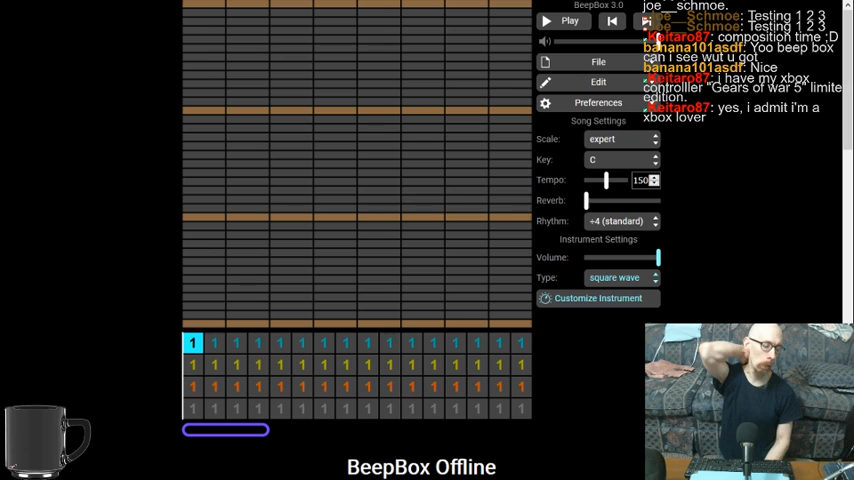 BeepBox 3.0
Play
File
Edit
Preferences
Song Settings
Scale: expert
Key: C
Tempo: 150
Reverb:
Rhythm: ÷4 (standard)
Instrument Settings
Volume:
Type: square wave
Customize Instrument
joe__schmoe.
Joe__Schmoe: Testing 1 2 3
Joe__Schmoe: Testing 1 2 3
Keitaro87: composition time ;D
banana101asdf: Yoo beep box
can i see wut u got
banana101asdf: Nice
Keitaro87: i have my xbox
controlller "Gears of war 5" limite
edition.
Keitaro87: yes, i admit i'm a
xbox lover
1 1 1 1 1 1 1 1 1 1 1 1 1 1 1 1
1 1 1 1 1 1 1 1 1 1 1 1 1 1 1 1
1 1 1 1 1 1 1 1 1 1 1 1 1 1 1 1
1 1 1 1 1 1 1 1 1 1 1 1 1 1 1 1
BeepBox Offline